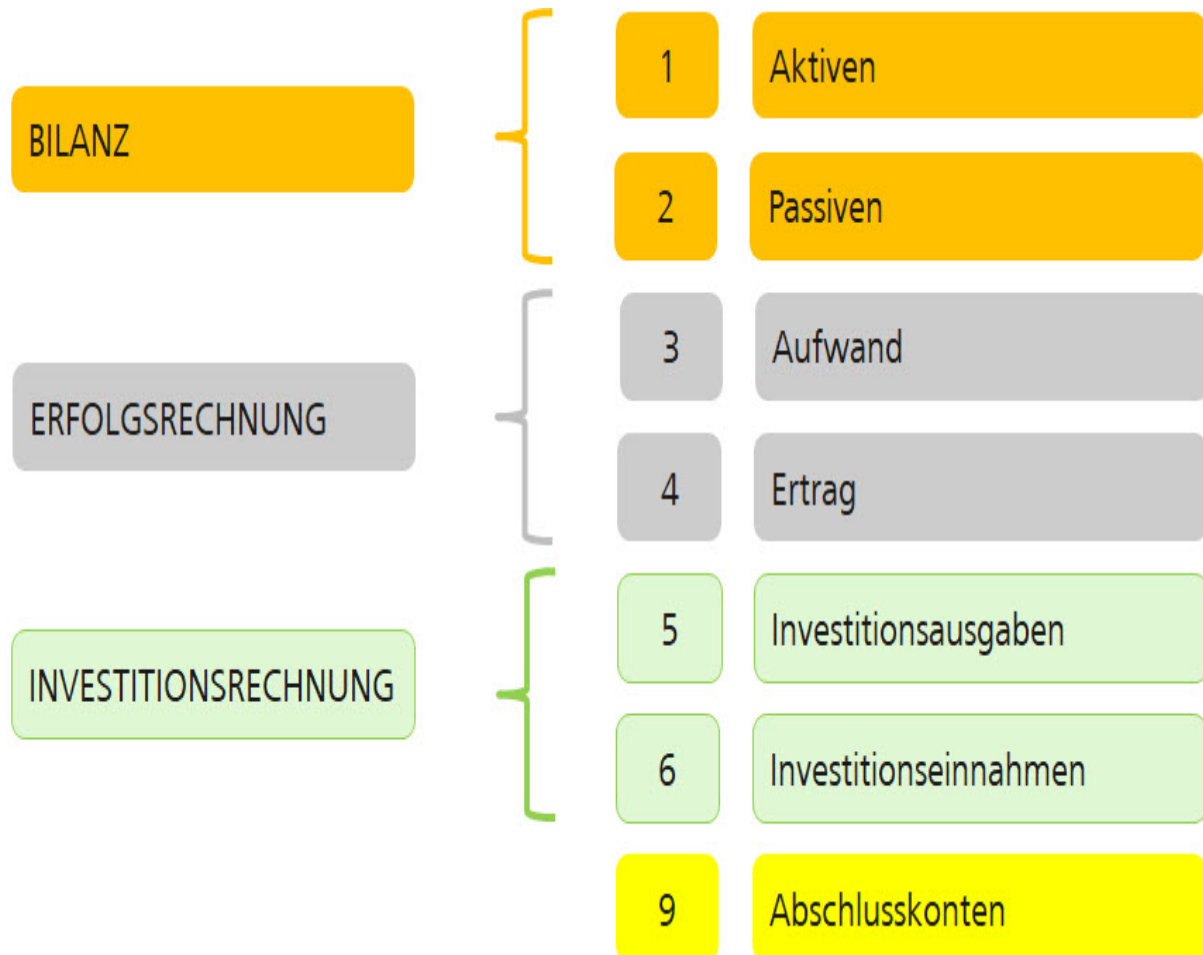 BILANZ
1 Aktiven
2 Passiven
ERFOLGSRECHNUNG
3 Aufwand
4 Ertrag
INVESTITIONSRECHNUNG
5 Investitionsausgaben
6 Investitionseinnahmen
9 Abschlusskonten